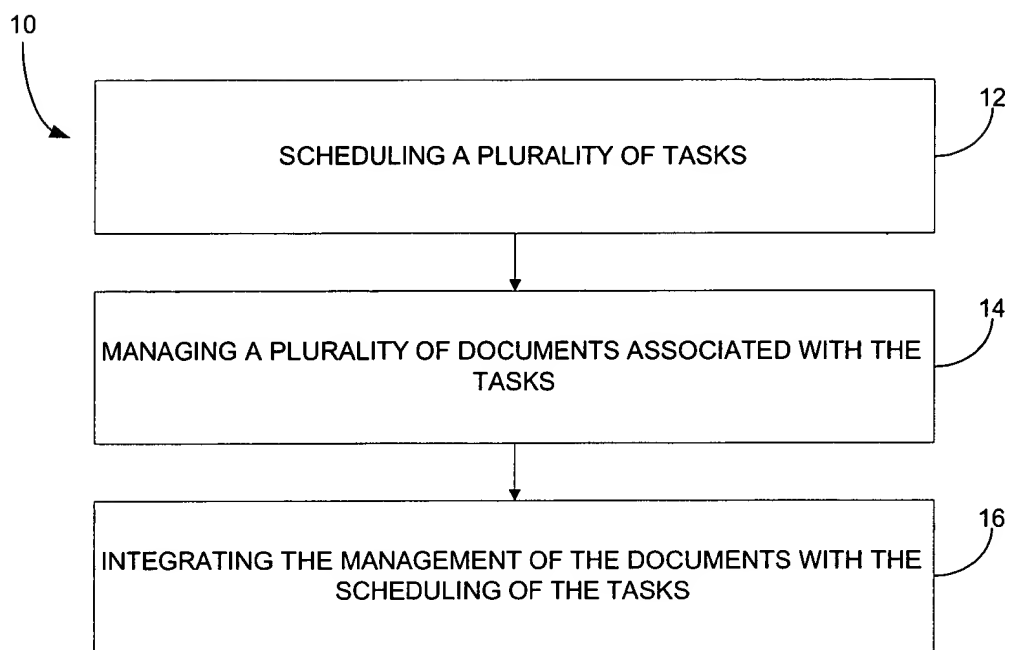 10
12
SCHEDULING A PLURALITY OF TASKS
14
MANAGING A PLURALITY OF DOCUMENTS ASSOCIATED WITH THE
TASKS
16
INTEGRATING THE MANAGEMENT OF THE DOCUMENTS WITH THE
SCHEDULING OF THE TASKS